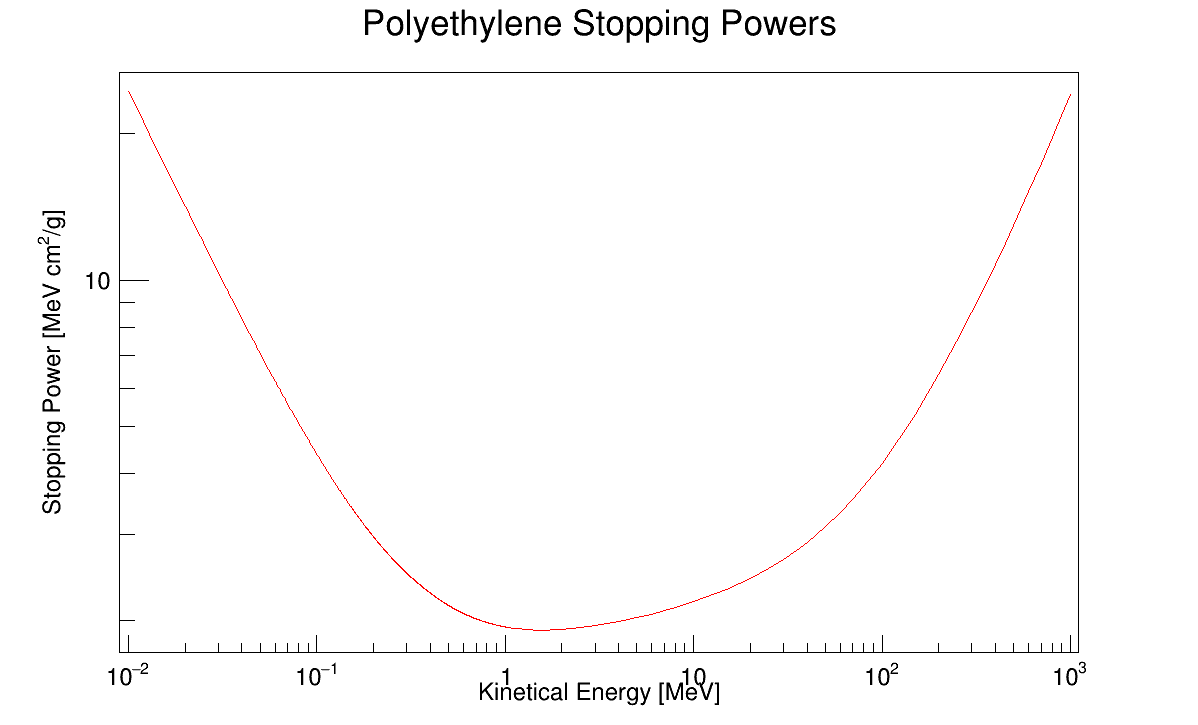 Polyethylene Stopping Powers
Stopping Power [MeV cm²/g]
10
10⁻² 10⁻¹ 1 10 10² 10³
Kinetical Energy [MeV]